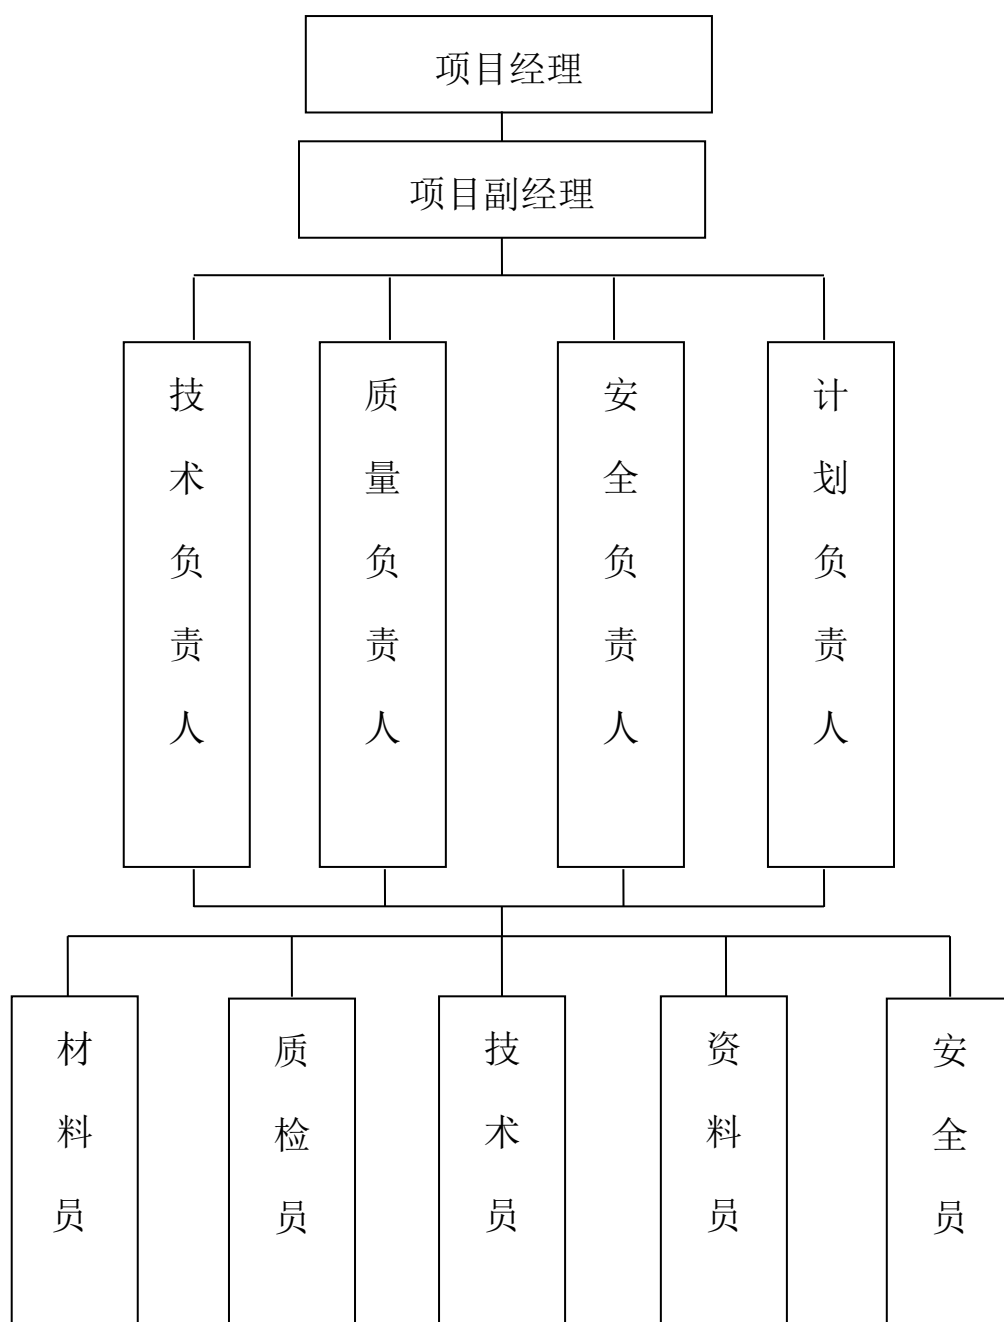 项目经理
项目副经理
技术负责人
质量负责人
安全负责人
计划负责人
材料员
质检员
技术员
资料员
安全员